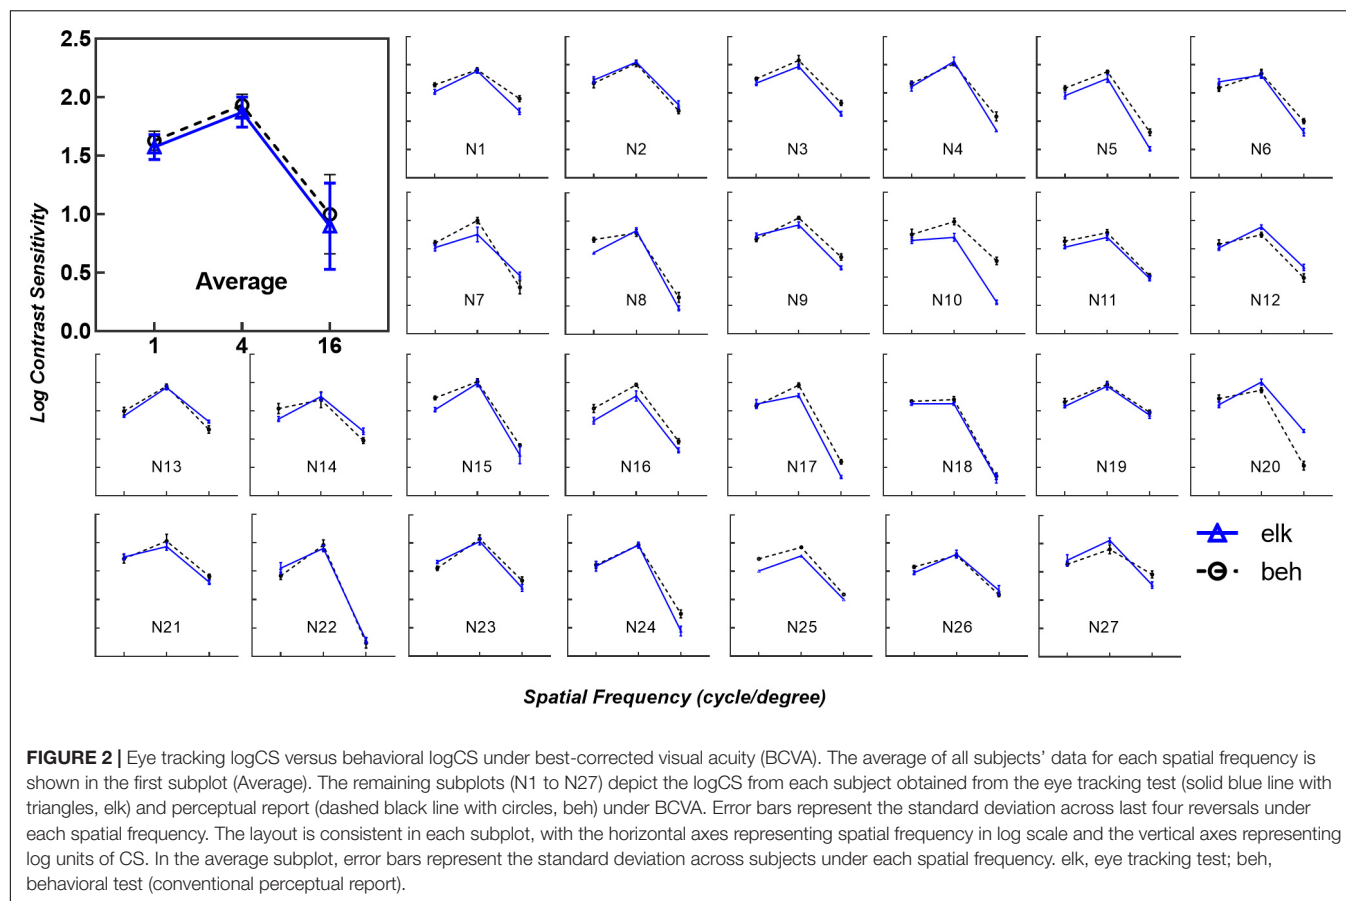 2.5
2.0
1.5
1.0
0.5
0.0
Log Contrast Sensitivity
Average
1 4 16
N1 N2 N3 N4 N5 N6
N7 N8 N9 N10 N11 N12
N13 N14 N15 N16 N17 N18 N19 N20
N21 N22 N23 N24 N25 N26 N27
elk
beh
Spatial Frequency (cycle/degree)
FIGURE 2 | Eye tracking logCS versus behavioral logCS under best-corrected visual acuity (BCVA). The average of all subjects' data for each spatial frequency is
shown in the first subplot (Average). The remaining subplots (N1 to N27) depict the logCS from each subject obtained from the eye tracking test (solid blue line with
triangles, elk) and perceptual report (dashed black line with circles, beh) under BCVA. Error bars represent the standard deviation across last four reversals under
each spatial frequency. The layout is consistent in each subplot, with the horizontal axes representing spatial frequency in log scale and the vertical axes representing
log units of CS. In the average subplot, error bars represent the standard deviation across subjects under each spatial frequency. elk, eye tracking test; beh,
behavioral test (conventional perceptual report).